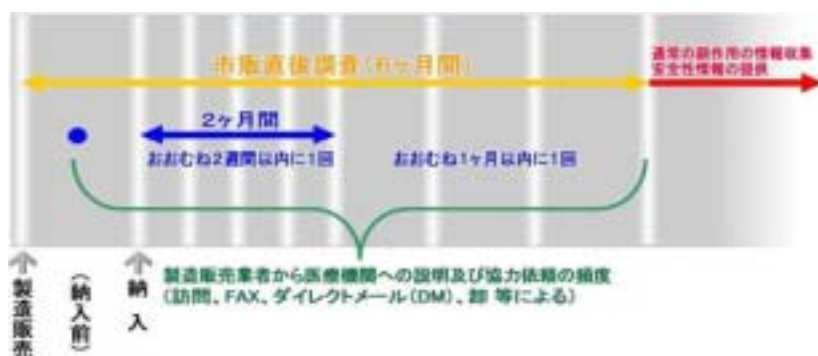 市販直後調査(6ヶ月間)
通常の副作用の情報収集
安全性情報の提供
2ヶ月間
おおむね2週間以内に1回
おおむね1ヶ月以内に1回
製造販売業者から医療機関への説明及び協力依頼の頻度
(訪問、FAX、ダイレクトメール(DM)、卸 等による)
製造販売
(納入前)
納入